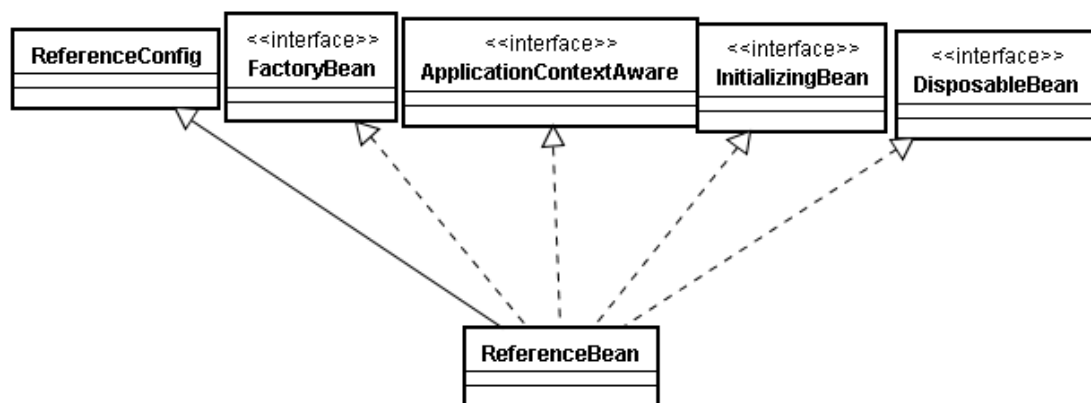 ReferenceConfig
<<interface>>
FactoryBean
<<interface>>
ApplicationContextAware
<<interface>>
InitializingBean
<<interface>>
DisposableBean
ReferenceBean